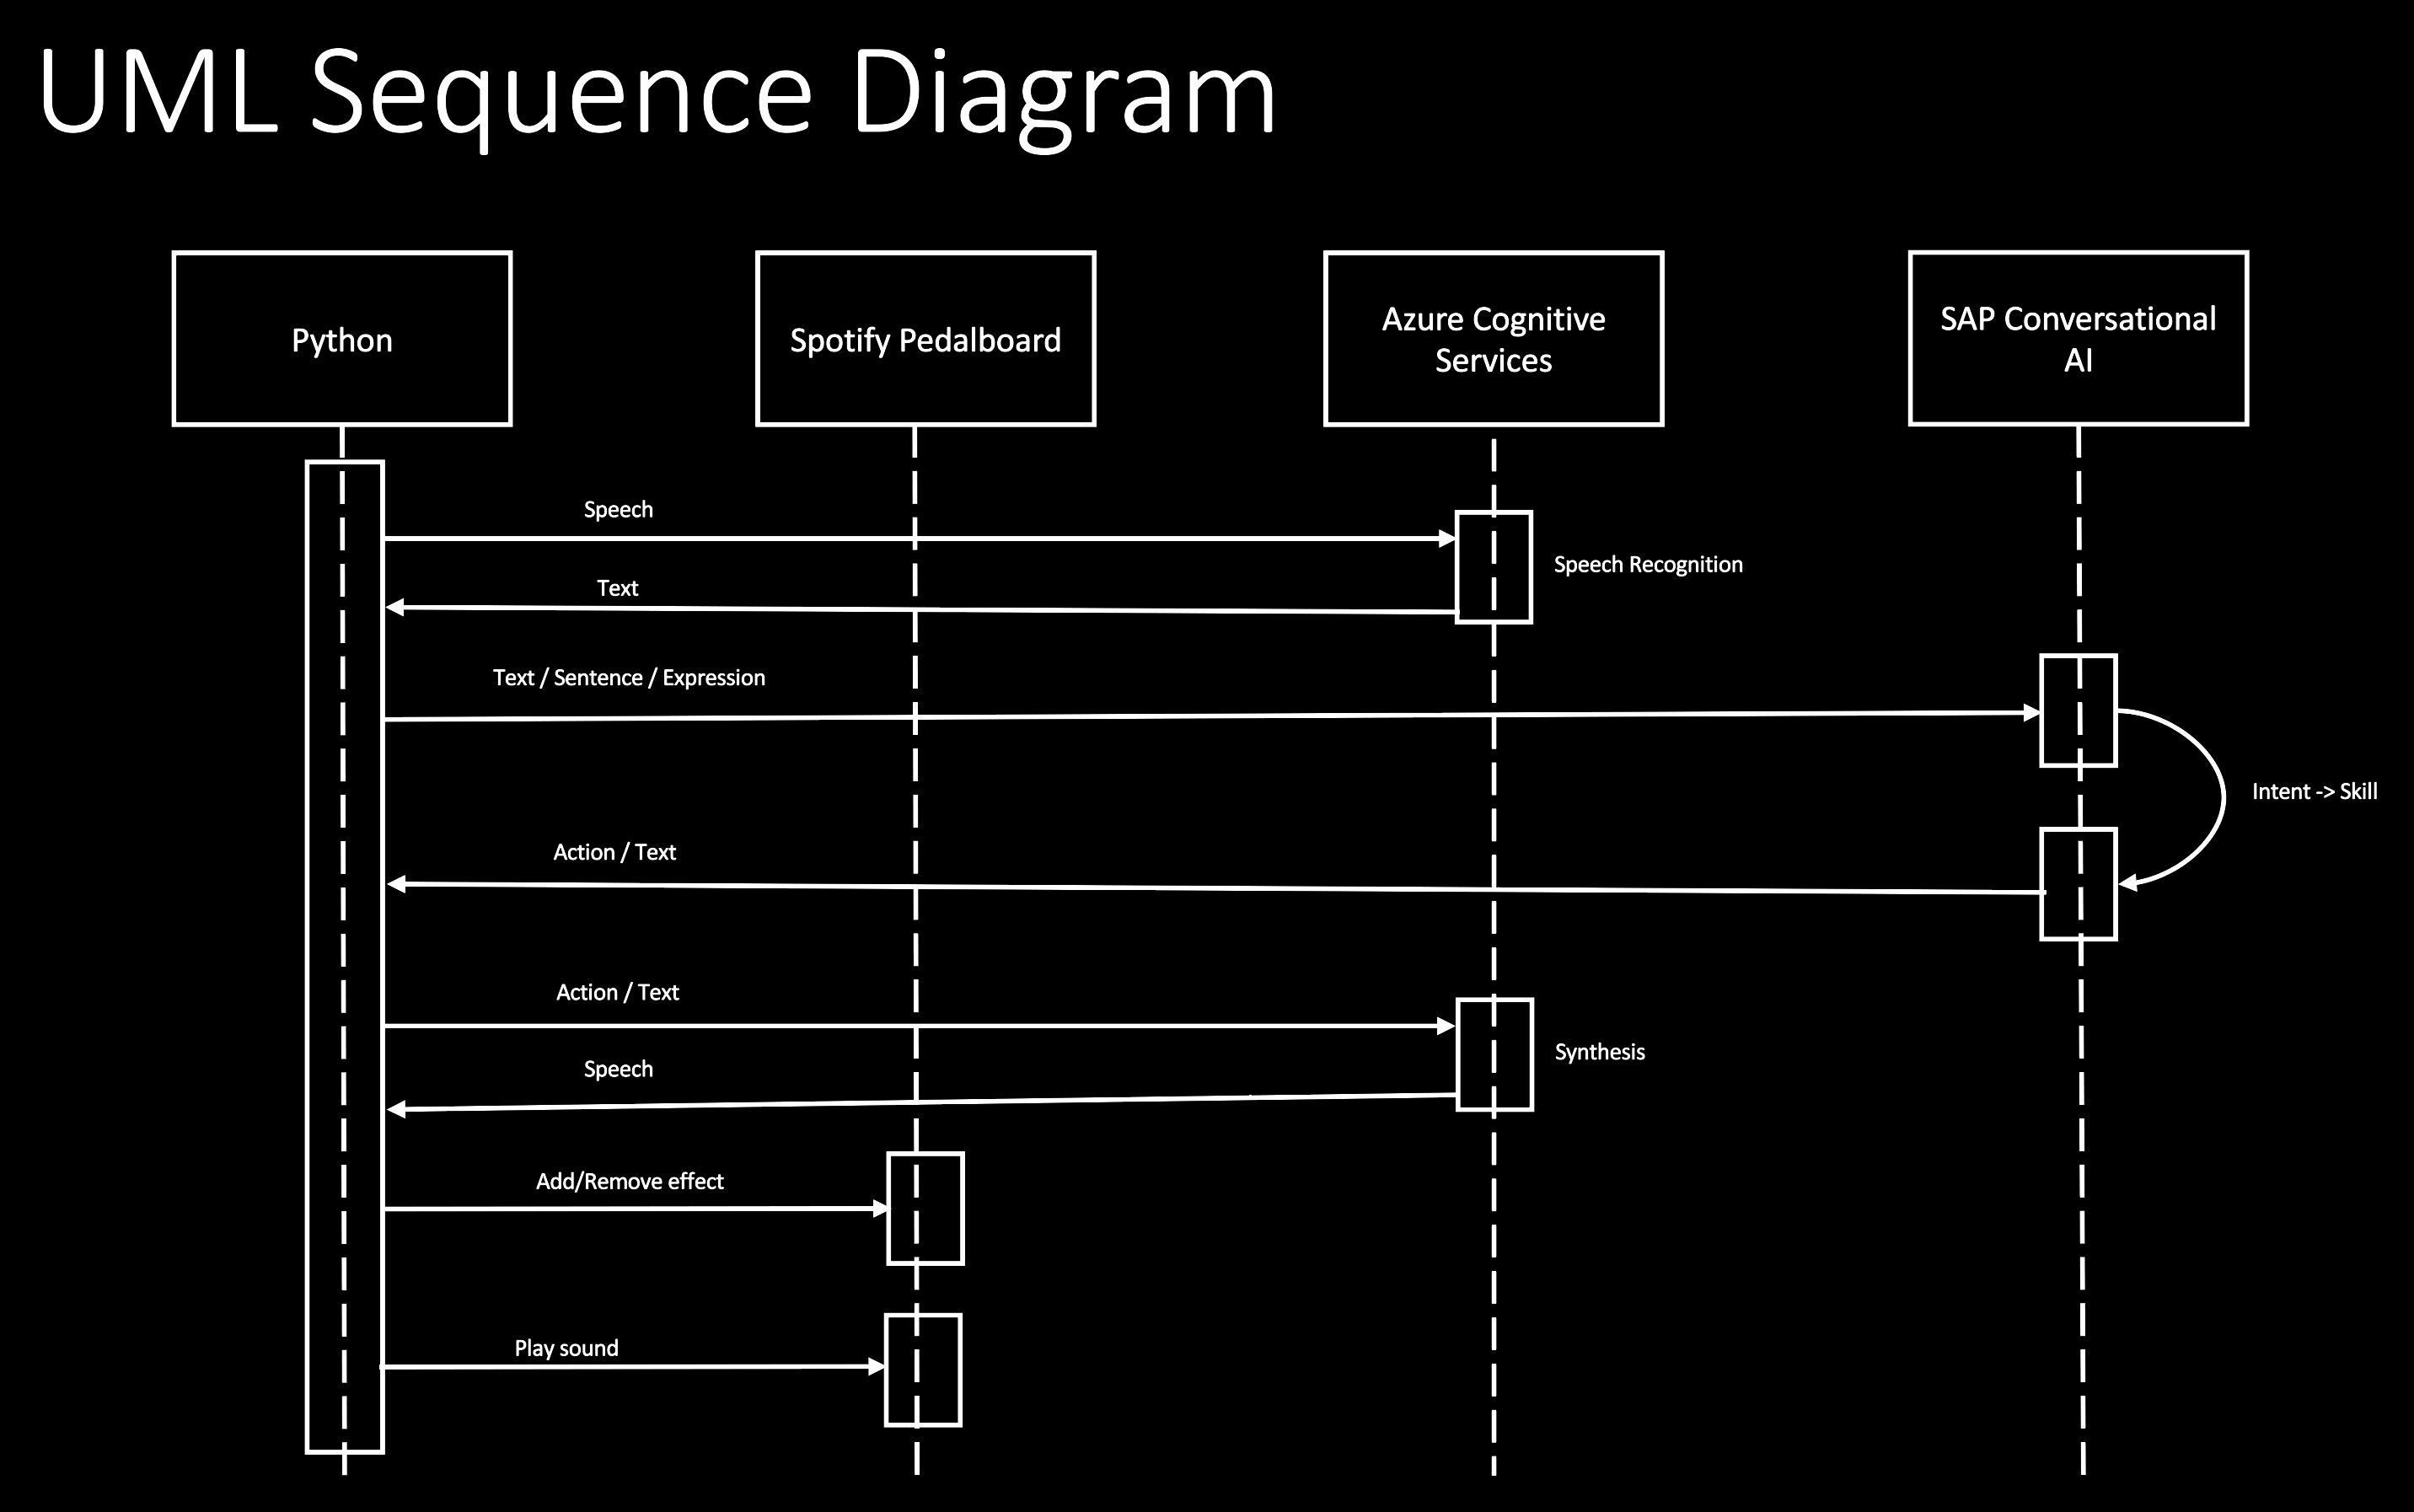 UML Sequence Diagram
Python
Spotify Pedalboard
Azure Cognitive
Services
SAP Conversational
AI
Speech
Speech Recognition
Text
Text / Sentence / Expression
Intent -> Skill
Action / Text
Action / Text
Synthesis
Speech
Add/Remove effect
Play sound